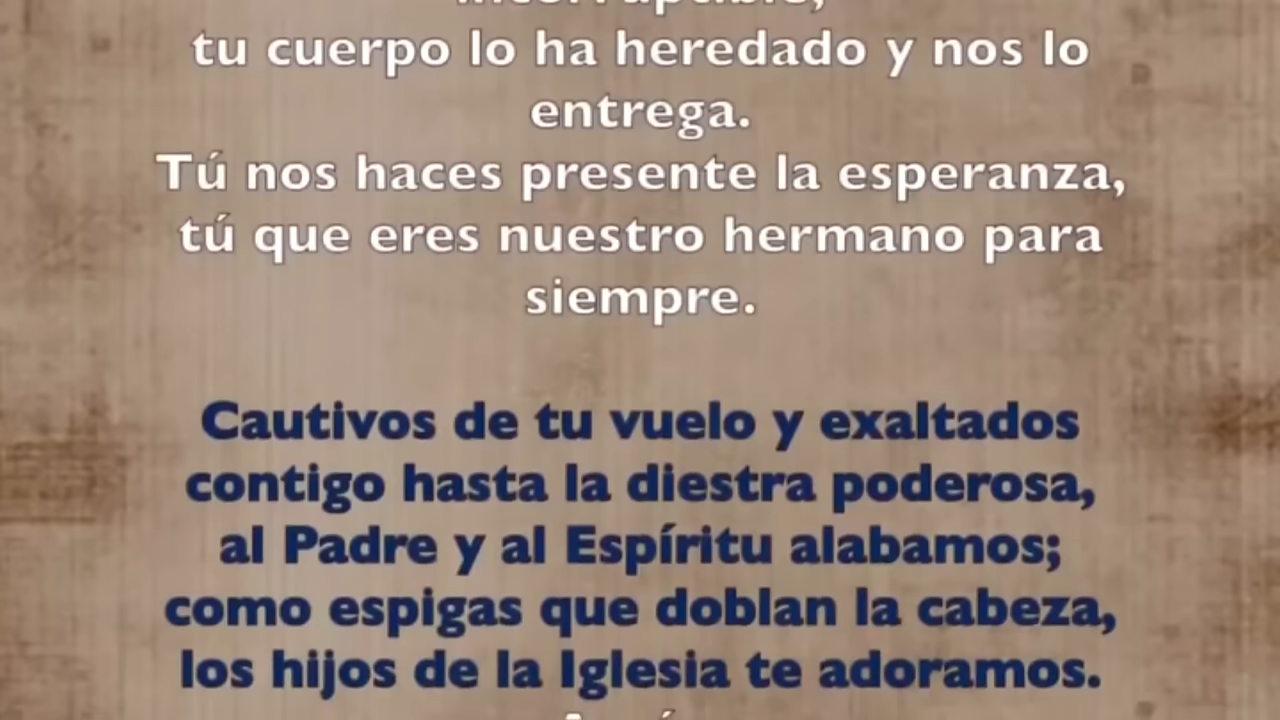 incorruptible,
tu cuerpo lo ha heredado y nos lo
entrega.
Tú nos haces presente la esperanza,
tú que eres nuestro hermano para
siempre.
Cautivos de tu vuelo y exaltados
contigo hasta la diestra poderosa,
al Padre y al Espíritu alabamos;
como espigas que doblan la cabeza,
los hijos de la Iglesia te adoramos.